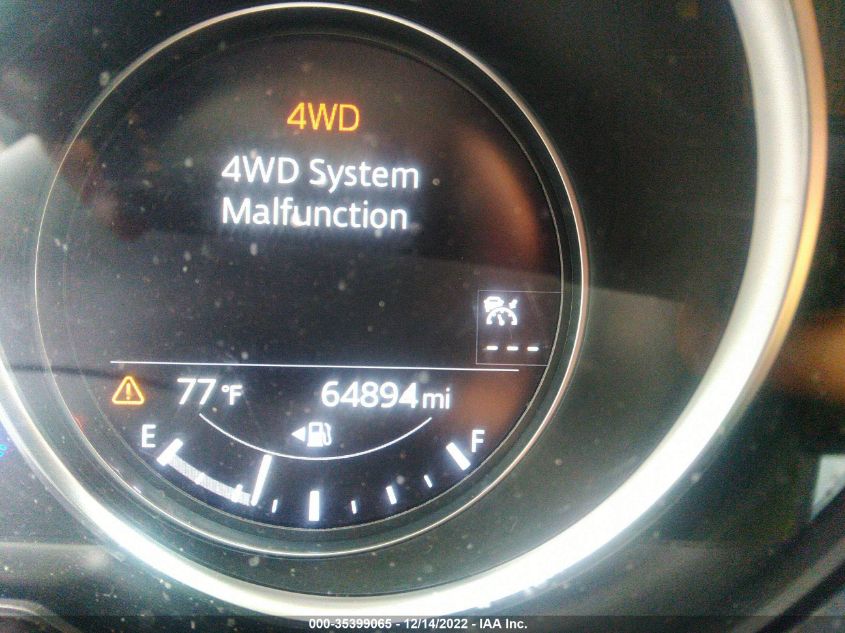 4WD
4WD System
Malfunction
- - -
77°F 64894 mi
E F
000-35399065 - 12/14/2022 - IAA Inc.